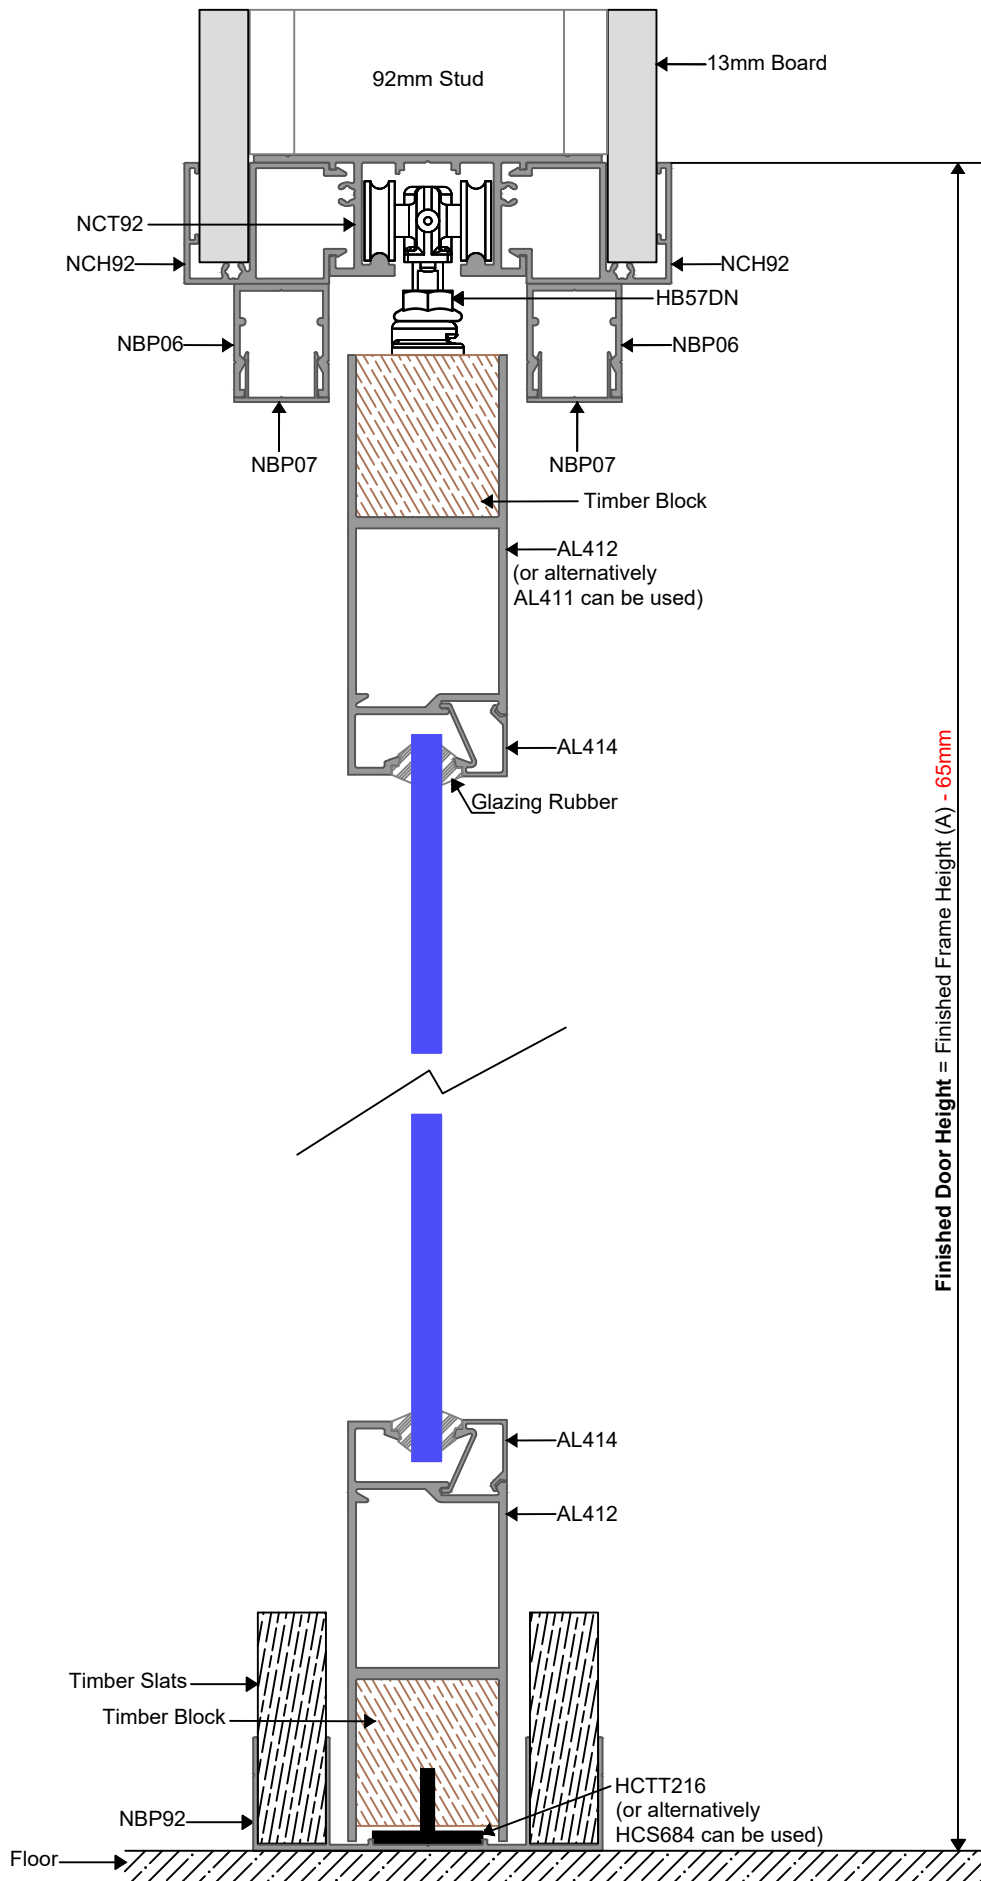 92mm Stud
13mm Board
NCT92
NCH92
NCH92
HB57DN
NBP06
NBP06
NBP07
NBP07
Timber Block
AL412
(or alternatively
AL411 can be used)
AL414
Glazing Rubber
Finished Door Height = Finished Frame Height (A) - 65mm
AL414
AL412
Timber Slats
Timber Block
HCTT216
(or alternatively
HCS684 can be used)
NBP92
Floor